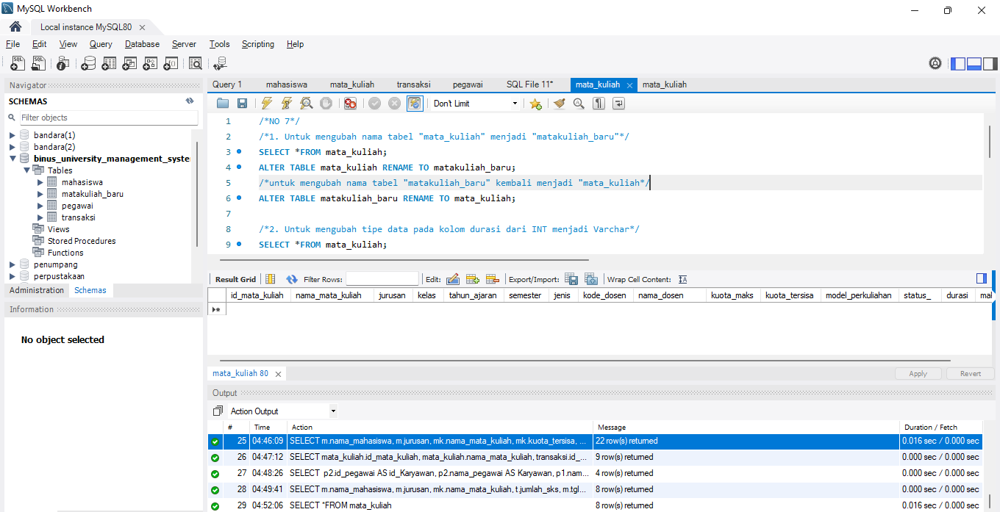 MySQL Workbench
Local instance MySQL80
File Edit View Query Database Server Tools Scripting Help
Navigator
SCHEMAS
Filter objects
bandara(1)
bandara(2)
binus_university_management_syste
Tables
mahasiswa
matakuliah_baru
pegawai
transaksi
Views
Stored Procedures
Functions
penumpang
perpustakaan
Administration Schemas
Information
No object selected
Query 1 mahasiswa mata_kuliah transaksi pegawai SQL File 11* mata_kuliah mata_kuliah
Don't Limit
1 /*NO 7*/
2 /*1. Untuk mengubah nama tabel "mata_kuliah" menjadi "matakuliah_baru"*/
3 SELECT *FROM mata_kuliah;
4 ALTER TABLE mata_kuliah RENAME TO matakuliah_baru;
5 /*untuk mengubah nama tabel "matakuliah_baru" kembali menjadi "mata_kuliah*/
6 ALTER TABLE matakuliah_baru RENAME TO mata_kuliah;
7
8 /*2. Untuk mengubah tipe data pada kolom durasi dari INT menjadi Varchar*/
9 SELECT *FROM mata_kuliah;
Result Grid Filter Rows: Edit: Export/Import: Wrap Cell Content:
id_mata_kuliah nama_mata_kuliah jurusan kelas tahun_ajaran semester jenis kode_dosen nama_dosen kuota_maks kuota_tersisa model_perkuliahan status_ durasi mal
mata_kuliah 80
Apply Revert
Output
Action Output
# Time Action Message Duration / Fetch
25 04:46:09 SELECT m.nama_mahasiswa, m.jurusan, mk.nama_mata_kuliah, mk.kuota_tersisa, ... 22 row(s) returned 0.016 sec / 0.000 sec
26 04:47:12 SELECT mata_kuliah.id_mata_kuliah, mata_kuliah.nama_mata_kuliah, transaksi.id_... 9 row(s) returned 0.000 sec / 0.000 sec
27 04:48:26 SELECT p2.id_pegawai AS id_Karyawan, p2.nama_pegawai AS Karyawan, p1.nam... 4 row(s) returned 0.000 sec / 0.000 sec
28 04:49:41 SELECT m.nama_mahasiswa, m.jurusan, mk.nama_mata_kuliah, t.jumlah_sks, m.tgl... 8 row(s) returned 0.000 sec / 0.000 sec
29 04:52:06 SELECT *FROM mata_kuliah 8 row(s) returned 0.016 sec / 0.000 sec